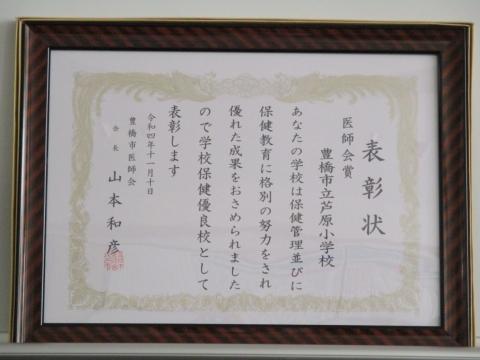 表彰状
医師会賞
豊橋市立芦原小学校
あなたの学校は保健管理並びに
保健教育に格別の努力をされ
優れた成果をおさめられました
ので学校保健優良校として
表彰します
令和四年十一月十日
豊橋市医師会
会長 山本和彦